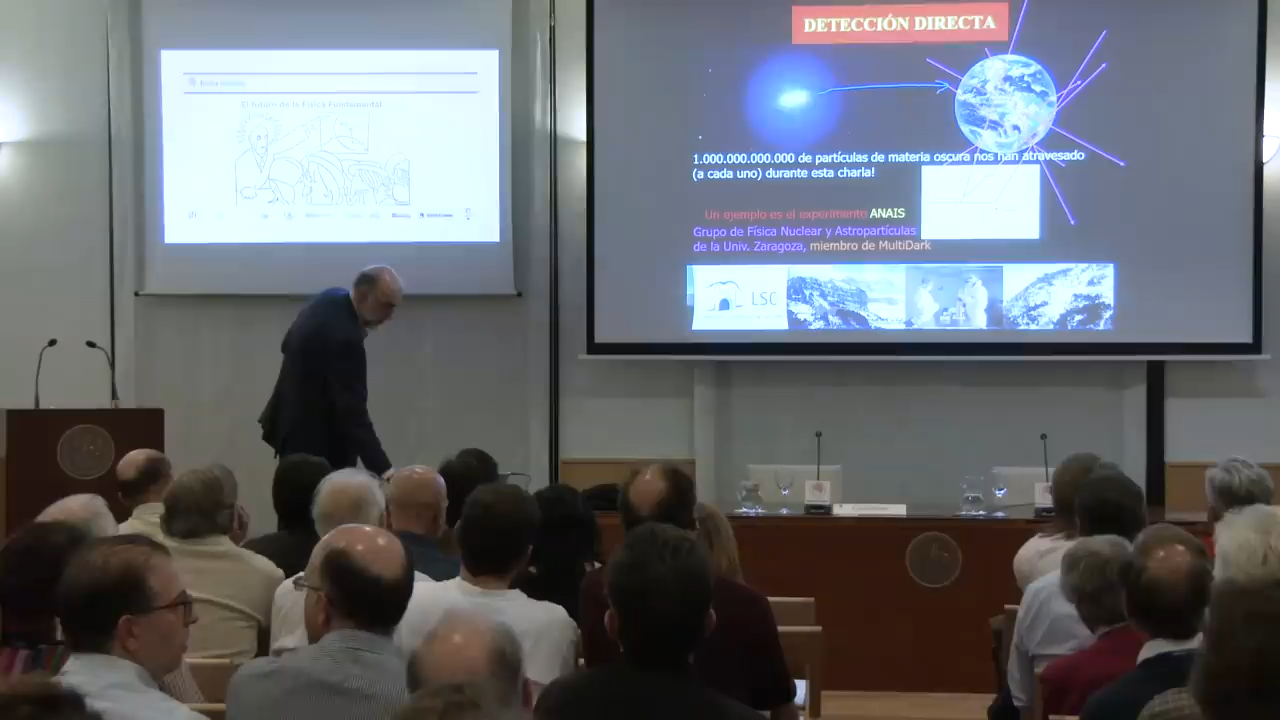 El futuro de la Física Fundamental
DETECCIÓN DIRECTA
1.000.000.000.000 de partículas de materia oscura nos han atravesado
(a cada uno) durante esta charla!
Un ejemplo es el experimento ANAIS
Grupo de Física Nuclear y Astropartículas
de la Univ. Zaragoza, miembro de MultiDark
LSC